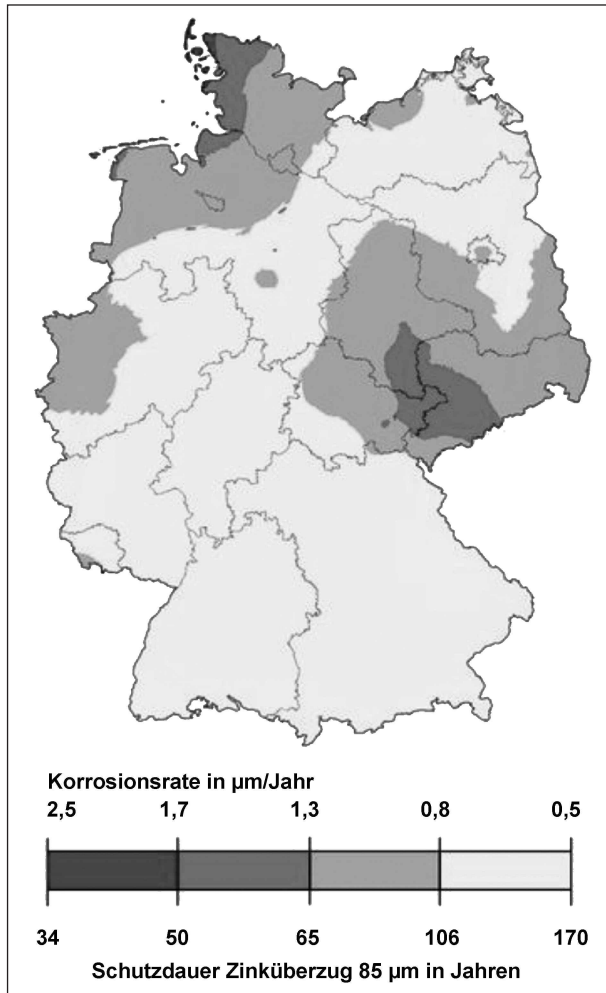 Korrosionsrate in µm/Jahr
2,5 1,7 1,3 0,8 0,5
34 50 65 106 170
Schutzdauer Zinküberzug 85 µm in Jahren